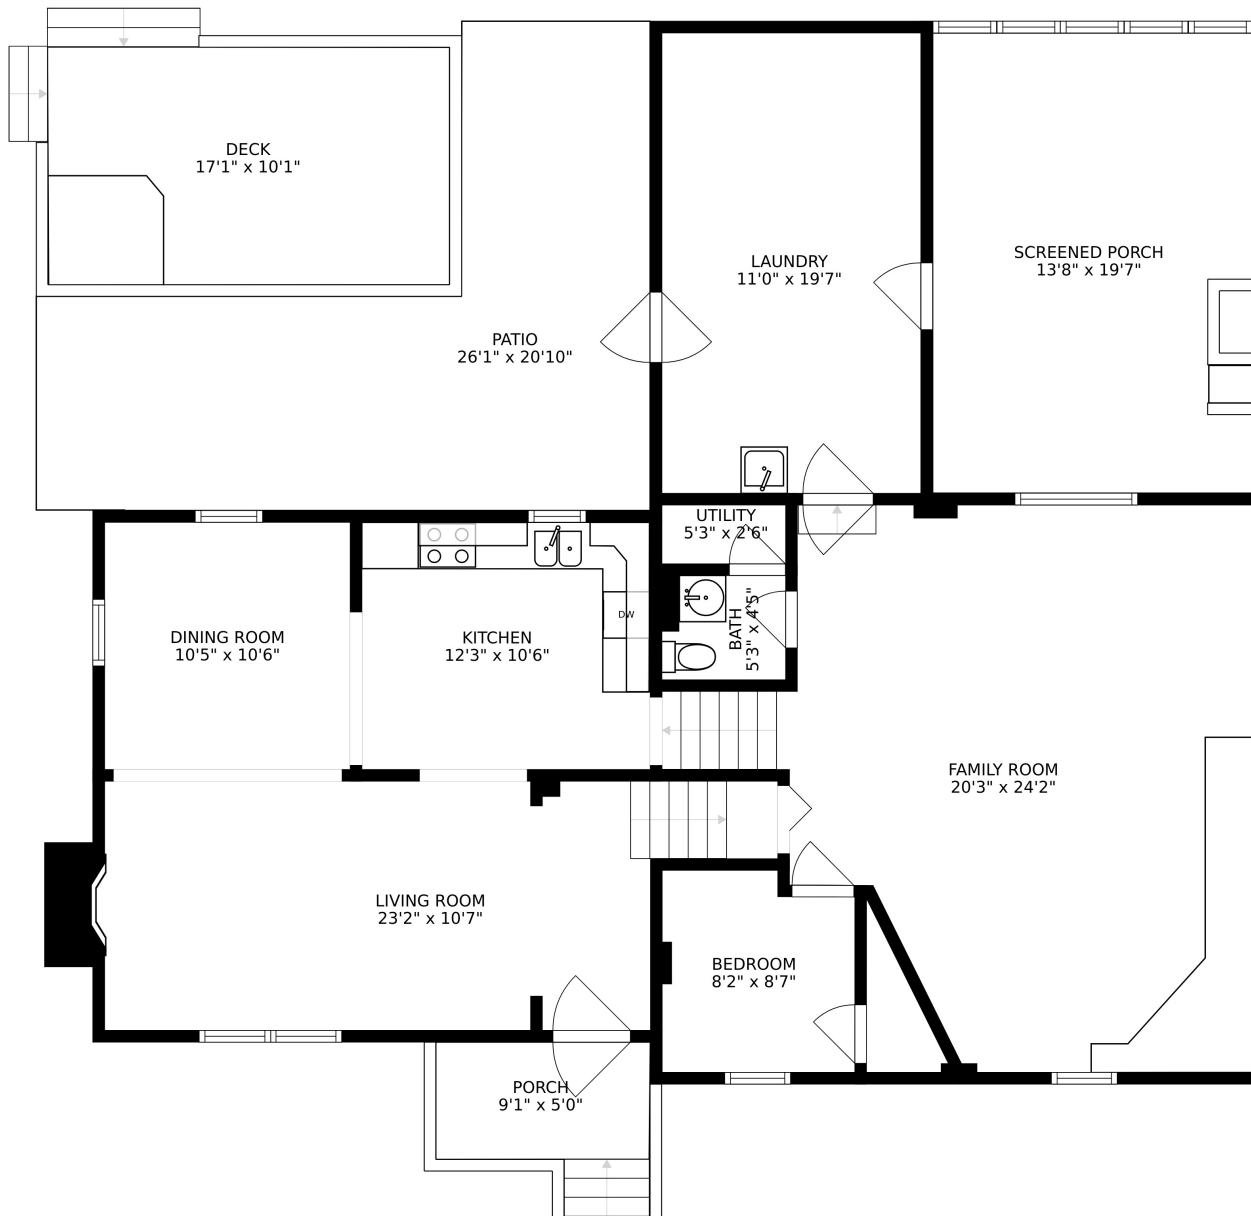 DECK
17'1" x 10'1"
SCREENED PORCH
13'8" x 19'7"
LAUNDRY
11'0" x 19'7"
PATIO
26'1" x 20'10"
UTILITY
5'3" x 2'6"
BATH
5'3" x 4'5"
DW
DINING ROOM
10'5" x 10'6"
KITCHEN
12'3" x 10'6"
FAMILY ROOM
20'3" x 24'2"
LIVING ROOM
23'2" x 10'7"
BEDROOM
8'2" x 8'7"
PORCH
9'1" x 5'0"